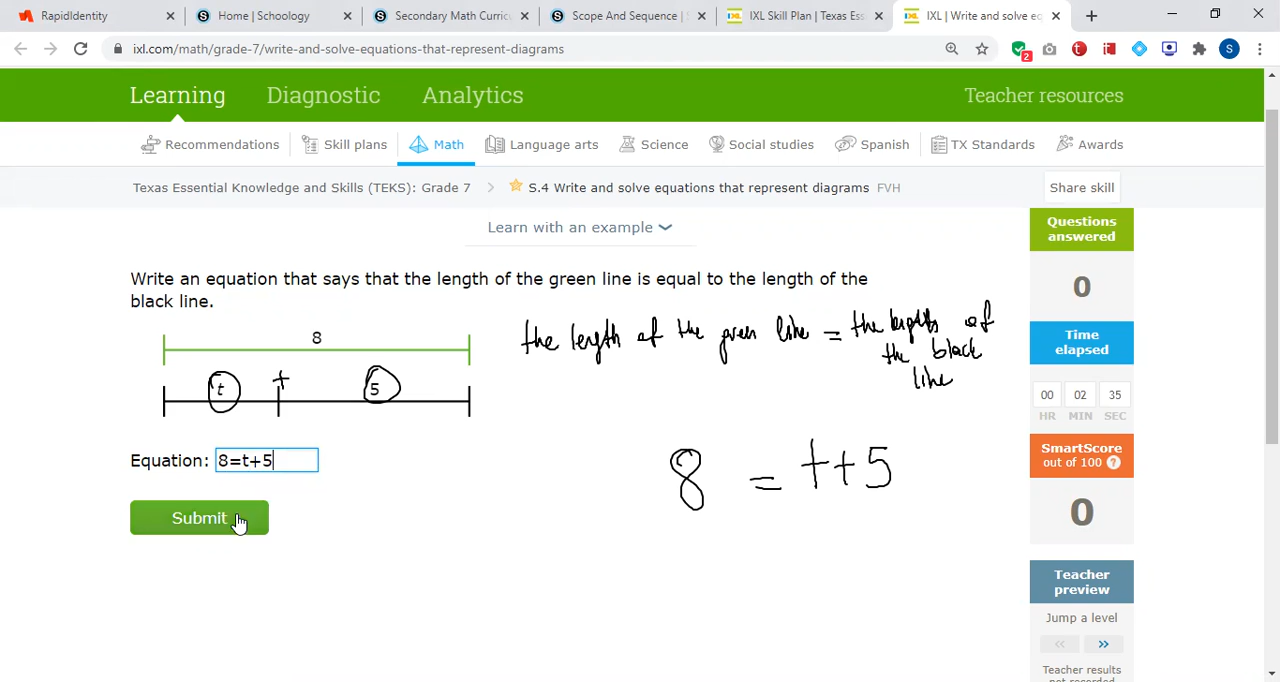 RapidIdentity
Home | Schoology
Secondary Math Curric
Scope And Sequence |
IXL Skill Plan | Texas Ess
IXL | Write and solve eq
ixl.com/math/grade-7/write-and-solve-equations-that-represent-diagrams
2
S
Learning
Diagnostic
Analytics
Teacher resources
Recommendations
Skill plans
Math
Language arts
Science
Social studies
Spanish
TX Standards
Awards
Texas Essential Knowledge and Skills (TEKS): Grade 7
S.4 Write and solve equations that represent diagrams FVH
Share skill
Learn with an example
Write an equation that says that the length of the green line is equal to the length of the
black line.
8
t + 5
the length of the green line = the length of
the black
line
Equation: 8=t+5
8 = t+5
Submit
Questions
answered
0
Time
elapsed
00 02 35
HR MIN SEC
SmartScore
out of 100 ?
0
Teacher
preview
Jump a level
<< >>
Teacher results
not recorded